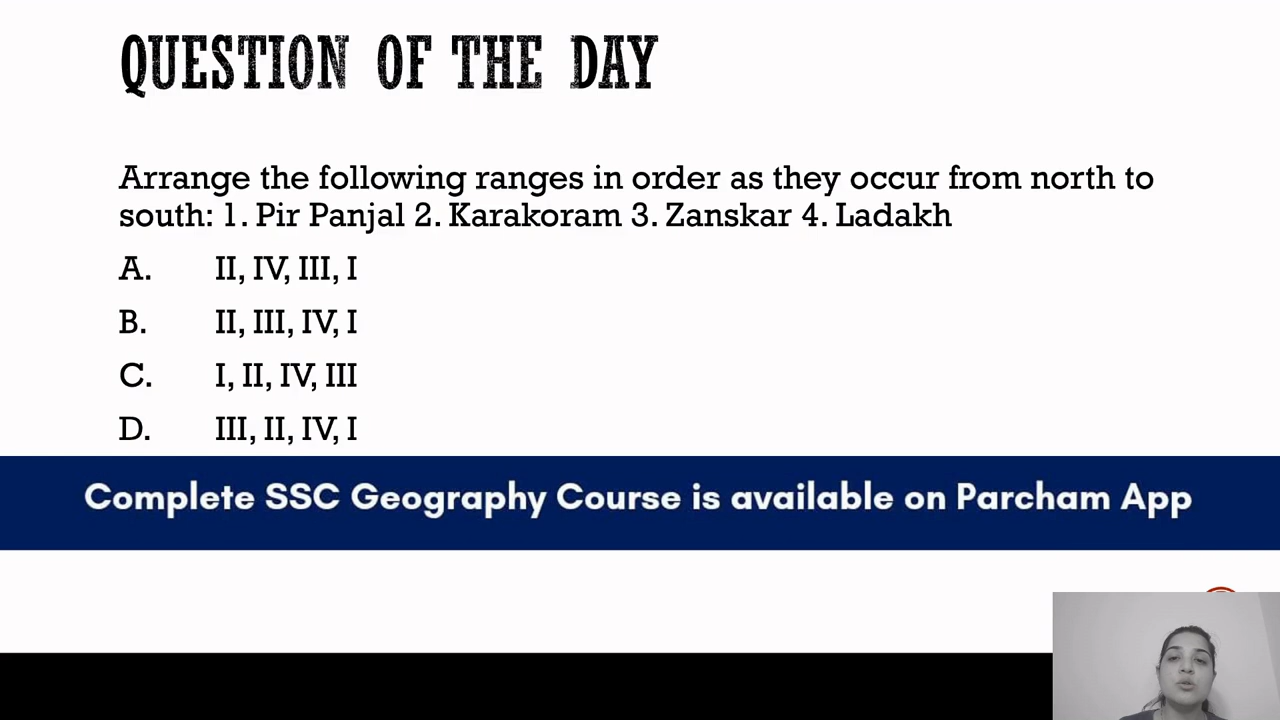 QUESTION OF THE DAY
Arrange the following ranges in order as they occur from north to
south: 1. Pir Panjal 2. Karakoram 3. Zanskar 4. Ladakh
A. II, IV, III, I
B. II, III, IV, I
C. I, II, IV, III
D. III, II, IV, I
Complete SSC Geography Course is available on Parcham App